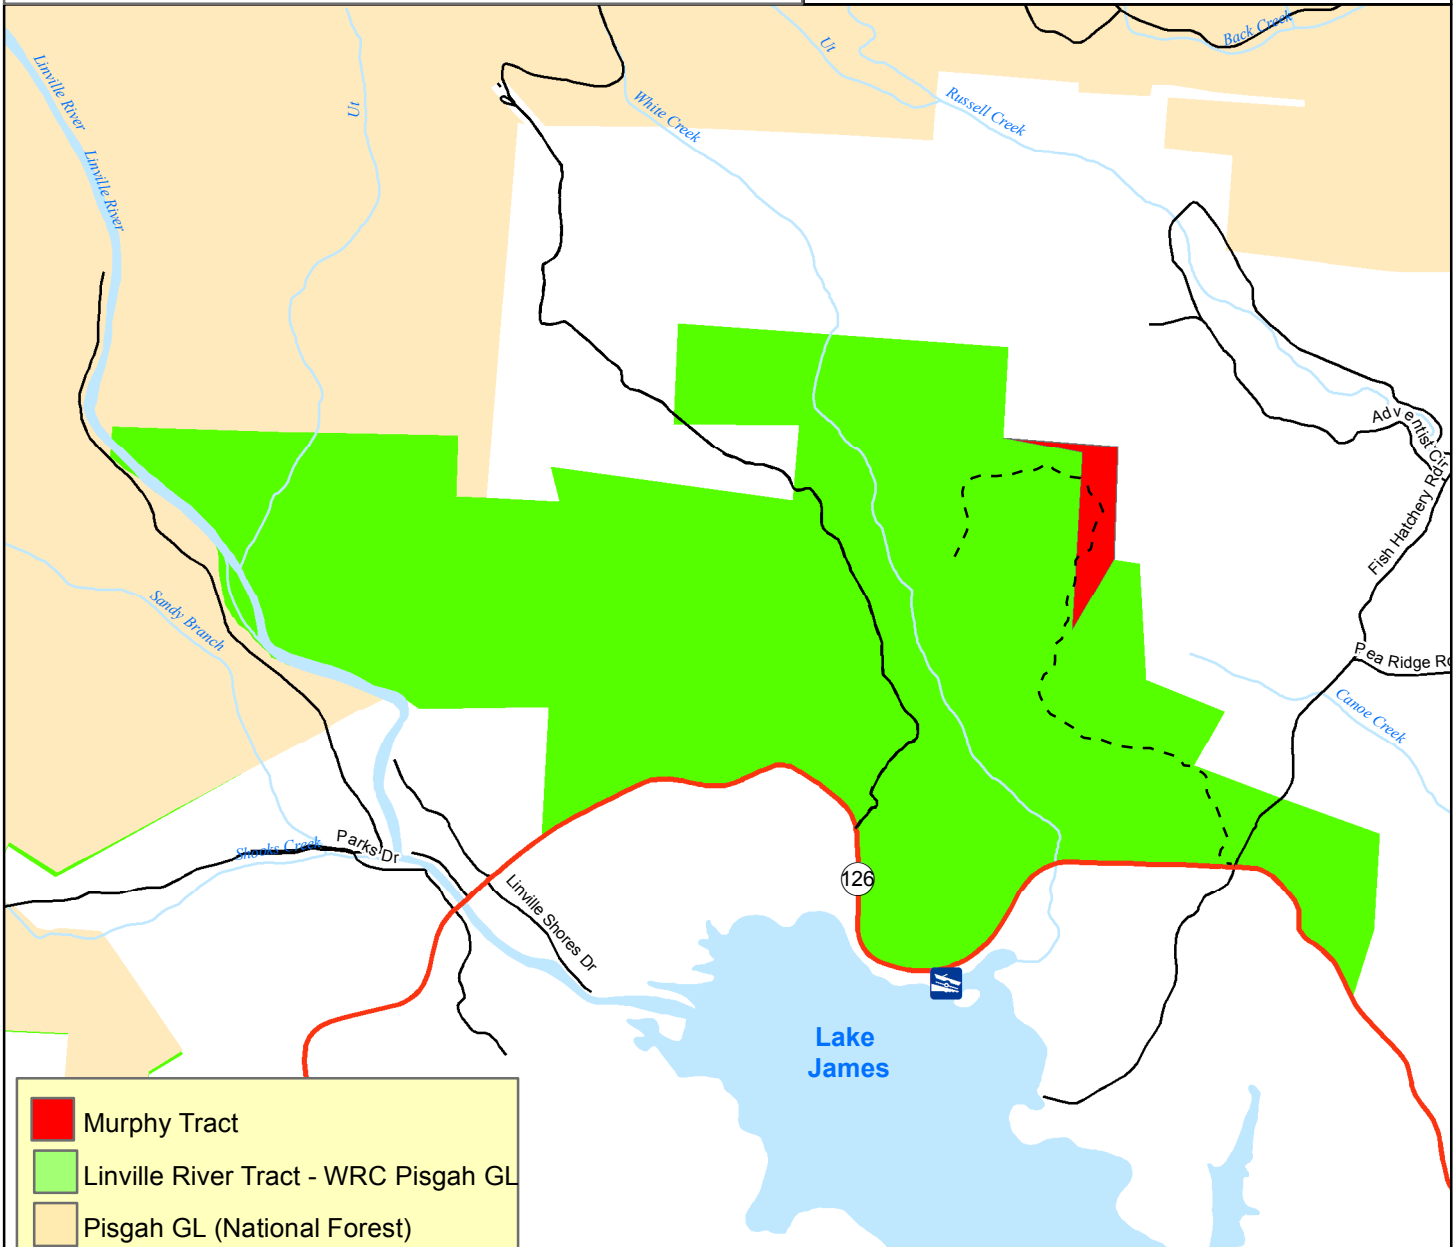 Back Creek
Ut
Linville River
Ut
White Creek
Russell Creek
Linville River
Adventist Cir
Fish Hatchery Rd
Sandy Branch
Pea Ridge R
Canoe Creek
Shooks Creek
Parks Dr
126
Linville Shores Dr
Lake
James
Murphy Tract
Linville River Tract - WRC Pisgah GL
Pisgah GL (National Forest)